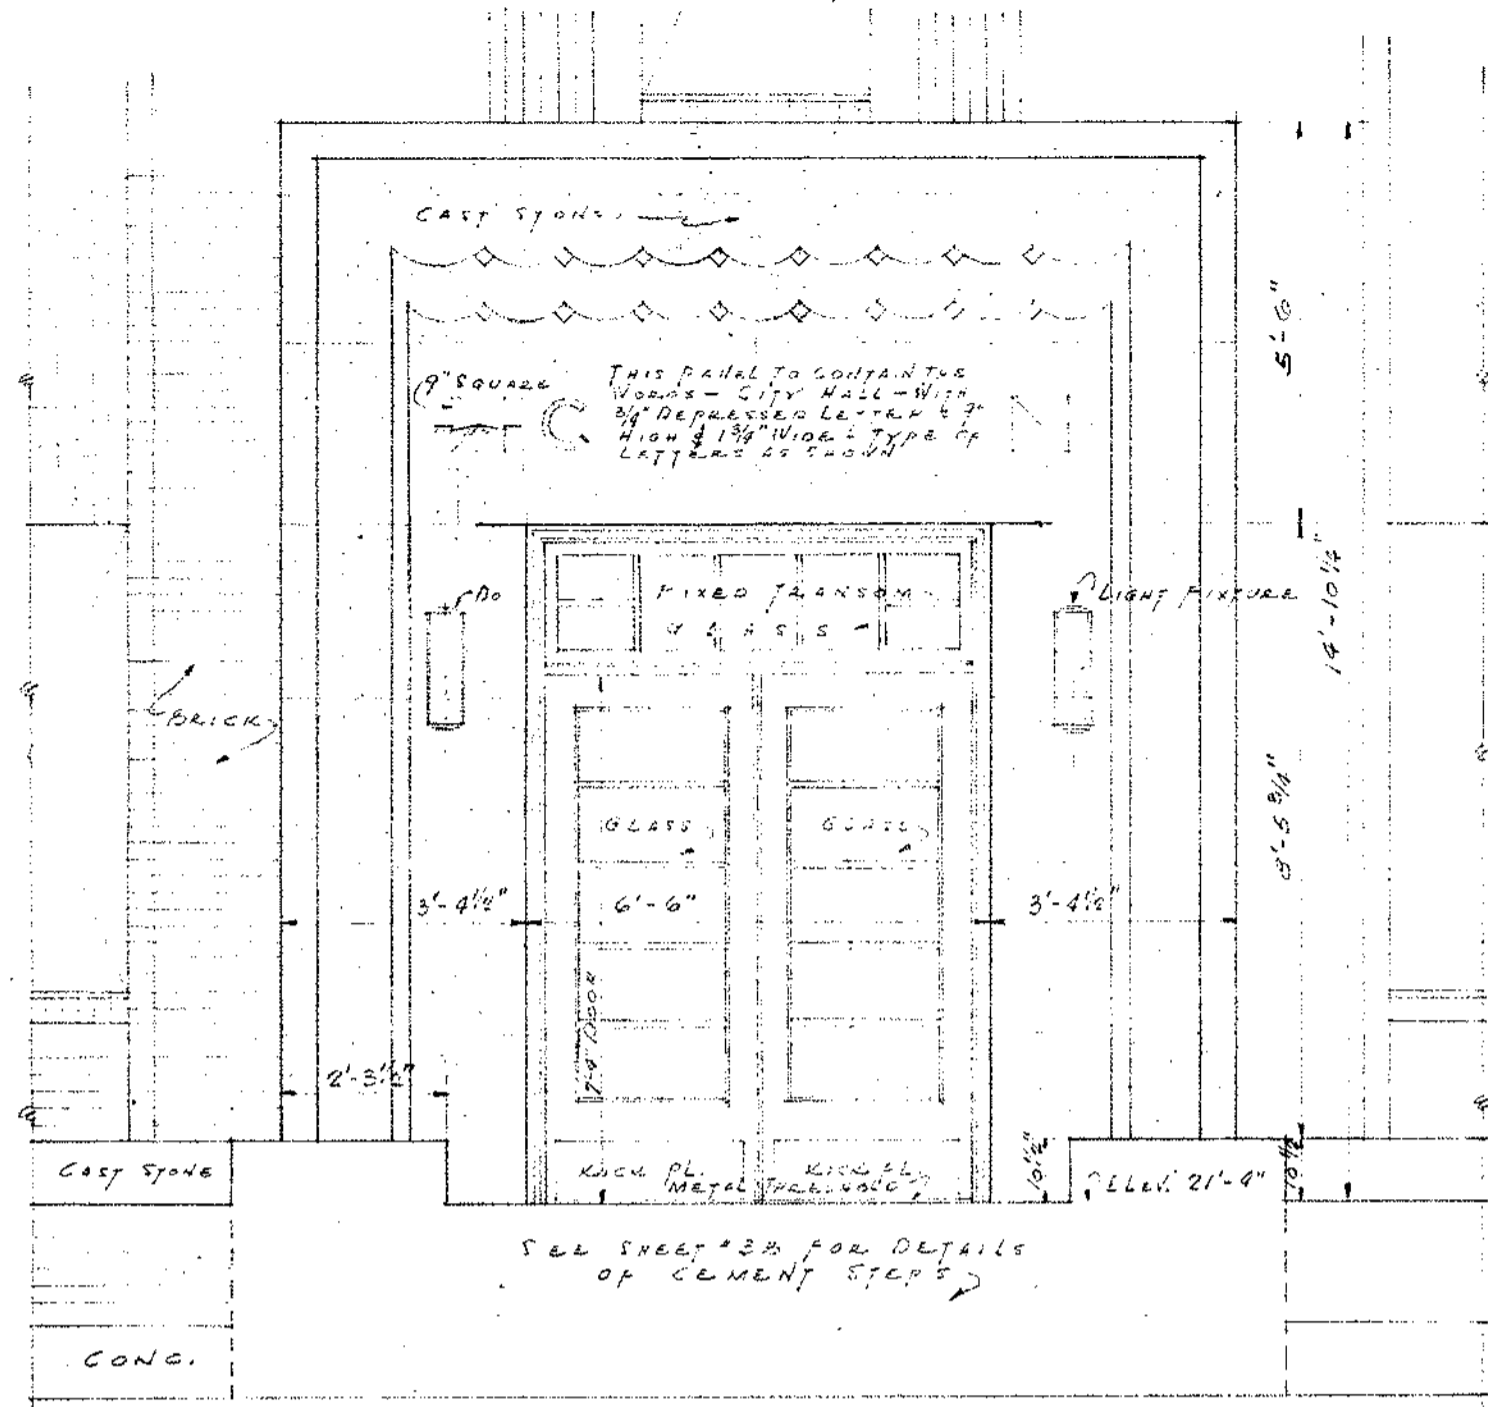 CAST STONE
5'-6"
9" SQUARE
C
THIS PANEL TO CONTAIN THE
WORDS - CITY HALL - WITH
3/4" DEPRESSED LETTERS 9"
HIGH & 1 3/4" WIDE - TYPE OF
LETTERS AS SHOWN
N
14'-10 1/4"
DO
FIXED TRANSOM
GLASS
LIGHT FIXTURE
BRICK
8'-5 3/4"
GLASS
GLASS
3'-4 1/2"
6'-6"
3'-4 1/2"
7'-4" DOOR
2'-3 1/2"
CAST STONE
KICK PL.
KICK PL.
METAL THRESHOLD
10 1/2"
ELEV. 21'-9"
10 1/2"
SEE SHEET #3B FOR DETAILS
OF CEMENT STEPS
CONC.